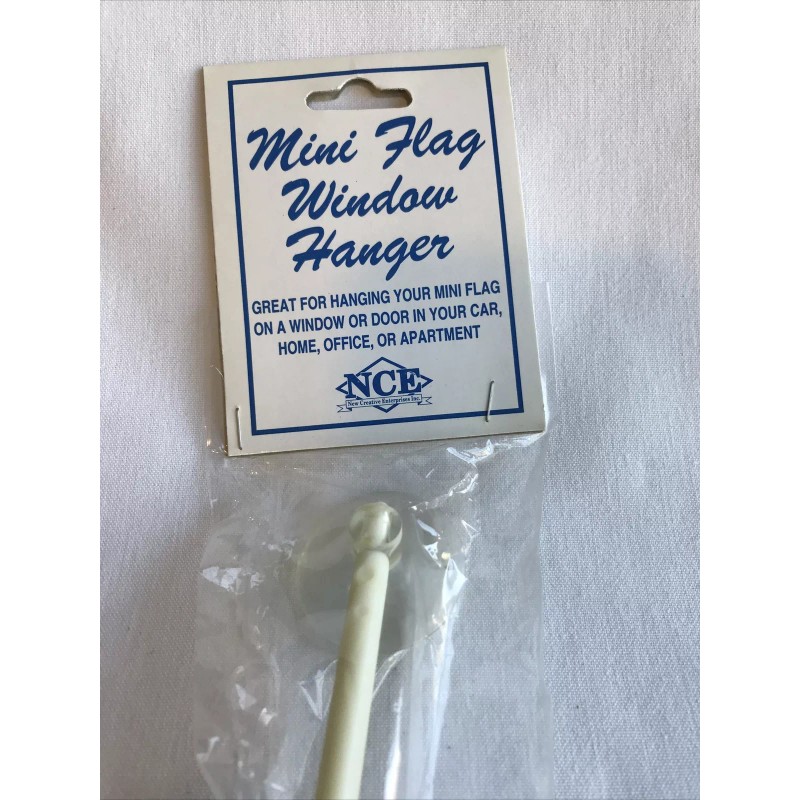 Mini Flag
Window
Hanger
GREAT FOR HANGING YOUR MINI FLAG
ON A WINDOW OR DOOR IN YOUR CAR,
HOME, OFFICE, OR APARTMENT
NCE
New Creative Enterprises Inc.